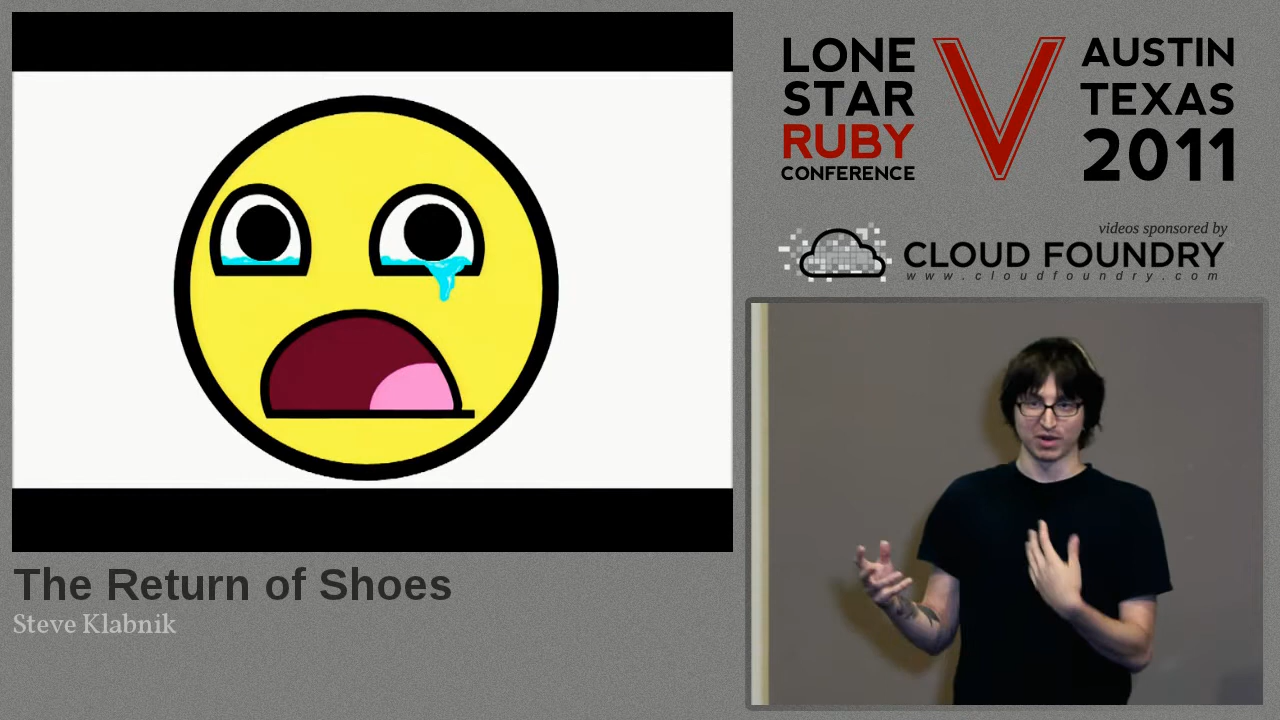 LONE
STAR
RUBY
CONFERENCE
V
AUSTIN
TEXAS
2011
videos sponsored by
CLOUD FOUNDRY
www.cloudfoundry.com
The Return of Shoes
Steve Klabnik